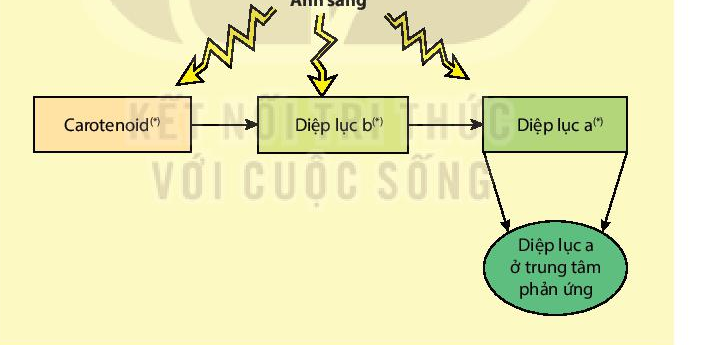 Ánh sáng
KẾT NỐI TRI THỨC
VỚI CUỘC SỐNG
Carotenoid(*)
Diệp lục b(*)
Diệp lục a(*)
Diệp lục a
ở trung tâm
phản ứng